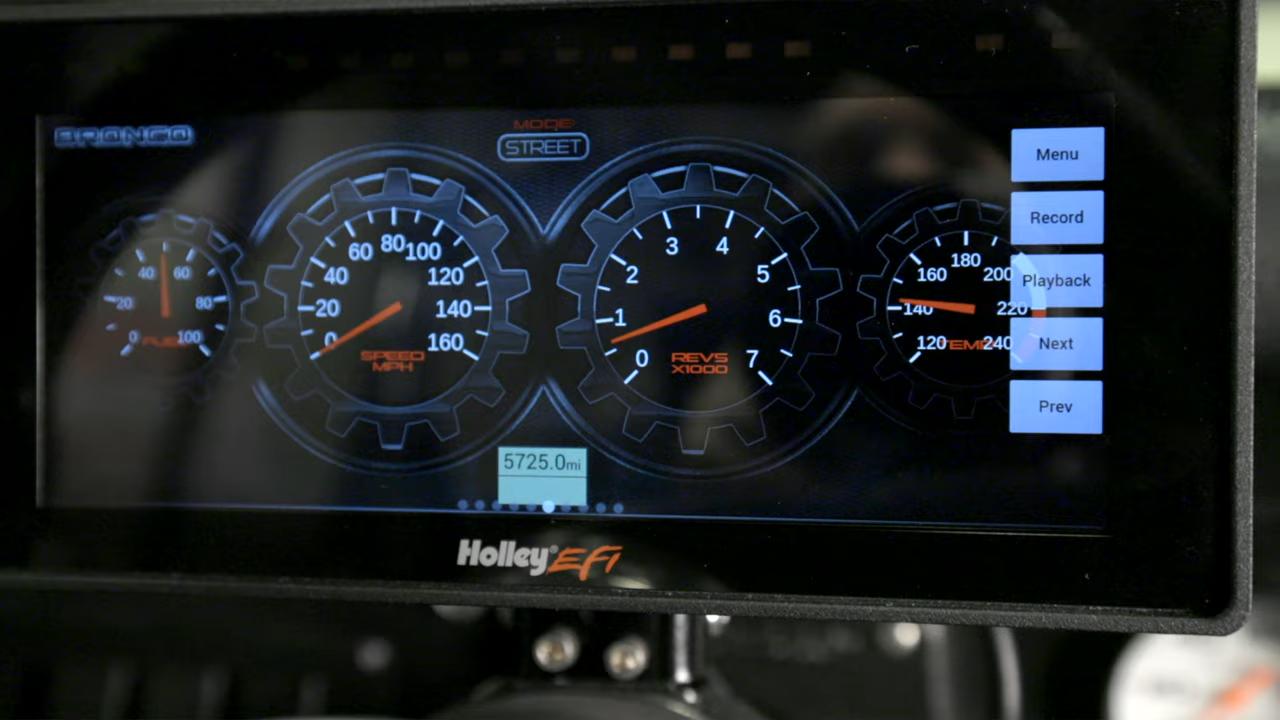 BRONCO
MODE
STREET
0 20 40 60 80 100
FUEL
0 20 40 60 80 100 120 140 160
SPEED
MPH
0 1 2 3 4 5 6 7
REVS
X1000
120 140 160 180 200 220 240
TEMP
Menu
Record
Playback
Next
Prev
5725.0mi
Holley® EFI